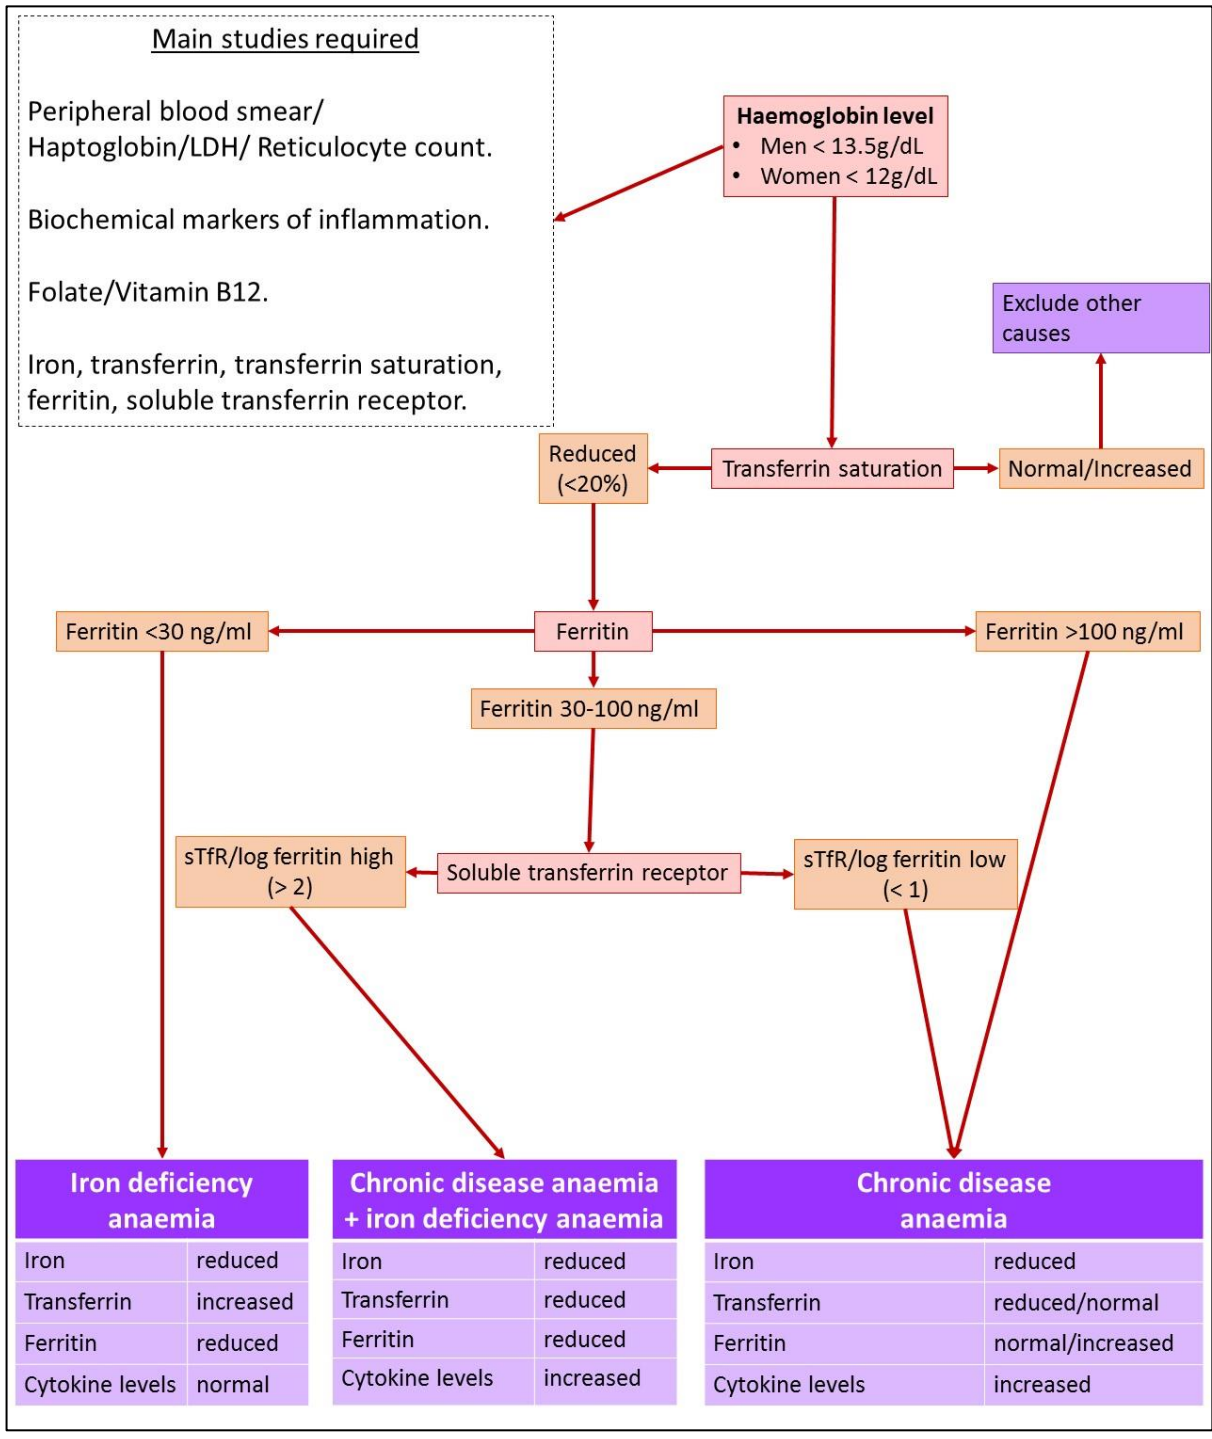 Main studies required
Peripheral blood smear/
Haptoglobin/LDH/ Reticulocyte count.
Biochemical markers of inflammation.
Folate/Vitamin B12.
Iron, transferrin, transferrin saturation,
ferritin, soluble transferrin receptor.
Haemoglobin level
• Men < 13.5g/dL
• Women < 12g/dL
Exclude other
causes
Reduced
(<20%)
Transferrin saturation
Normal/Increased
Ferritin <30 ng/ml
Ferritin
Ferritin >100 ng/ml
Ferritin 30-100 ng/ml
sTfR/log ferritin high
(> 2)
Soluble transferrin receptor
sTfR/log ferritin low
(< 1)
Iron deficiency
anaemia
Iron reduced
Transferrin increased
Ferritin reduced
Cytokine levels normal
Chronic disease anaemia
+ iron deficiency anaemia
Iron reduced
Transferrin reduced
Ferritin reduced
Cytokine levels increased
Chronic disease
anaemia
Iron reduced
Transferrin reduced/normal
Ferritin normal/increased
Cytokine levels increased